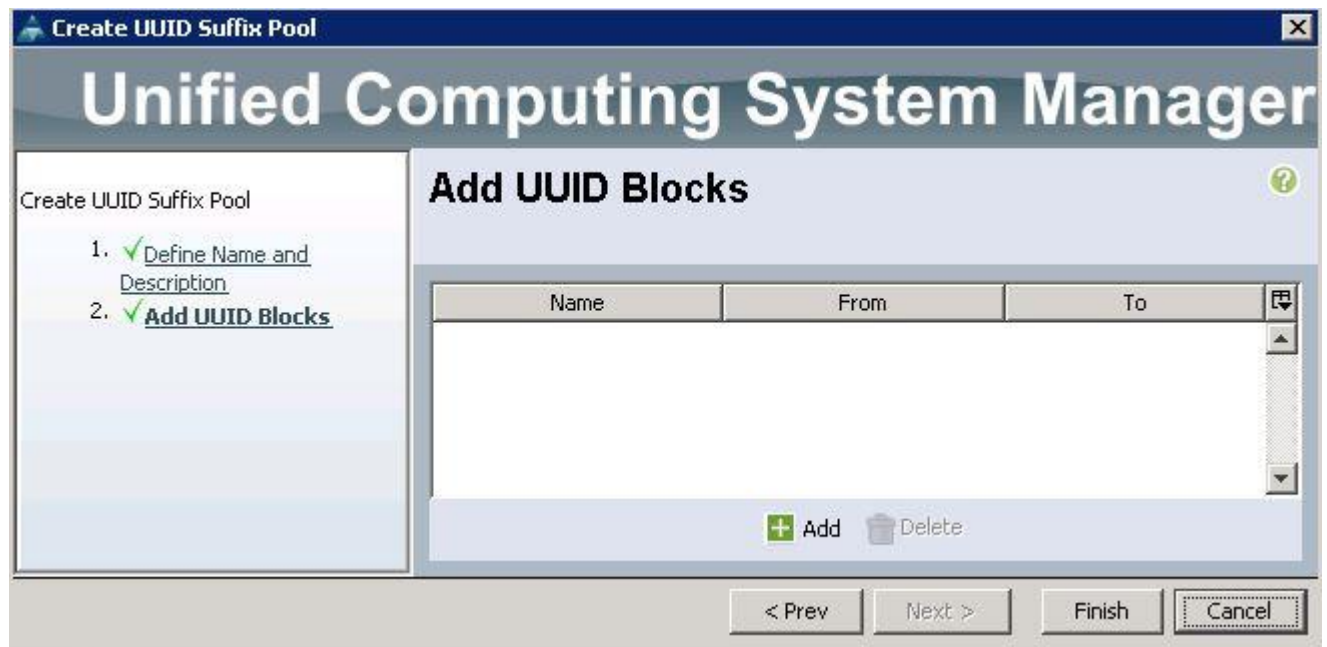 Create UUID Suffix Pool
Unified Computing System Manager
Create UUID Suffix Pool
1. √Define Name and
Description
2. √Add UUID Blocks
Add UUID Blocks
?
Name From To
Add Delete
< Prev Next > Finish Cancel